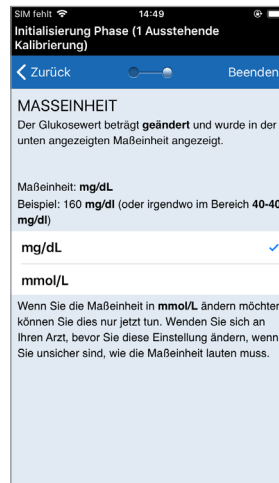 SIM fehlt 14:49
Initialisierung Phase (1 Ausstehende
Kalibrierung)
Zurück Beenden
MASSEINHEIT
Der Glukosewert beträgt geändert und wurde in der
unten angezeigten Maßeinheit angezeigt.
Maßeinheit: mg/dL
Beispiel: 160 mg/dl (oder irgendwo im Bereich 40-40
mg/dl)
mg/dL
mmol/L
Wenn Sie die Maßeinheit in mmol/L ändern möchten
können Sie dies nur jetzt tun. Wenden Sie sich an
Ihren Arzt, bevor Sie diese Einstellung ändern, wenn
Sie unsicher sind, wie die Maßeinheit lauten muss.